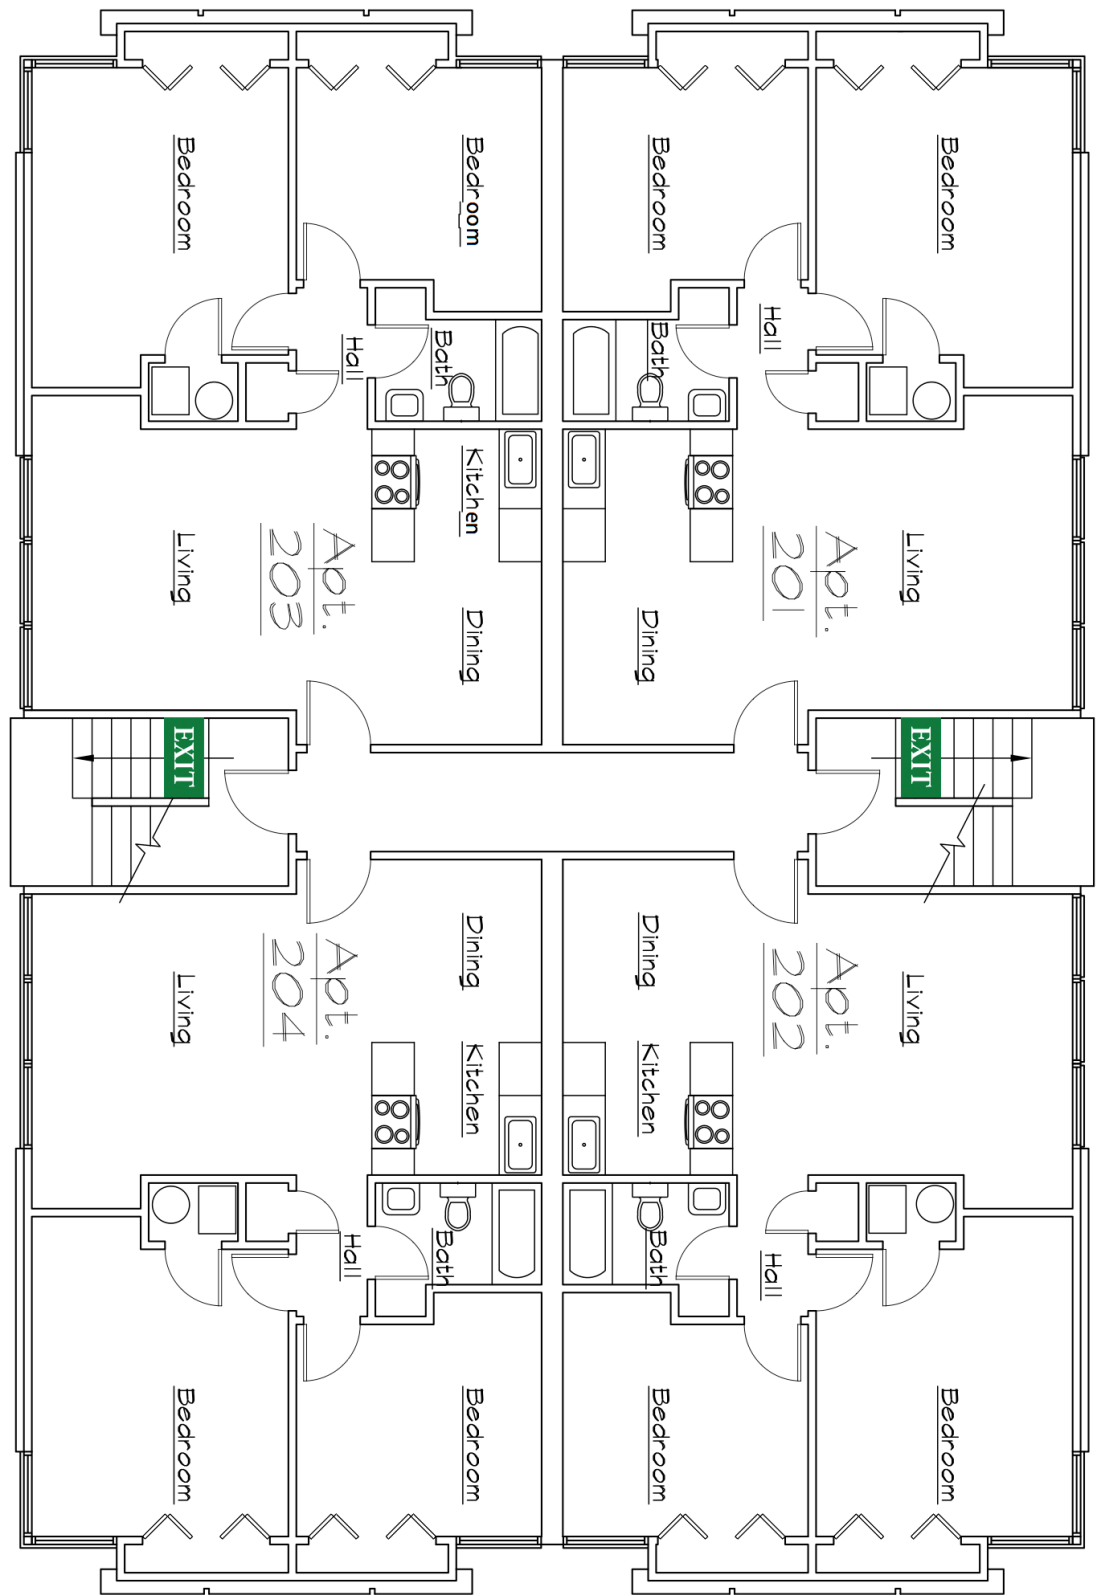 Bedroom
Living
EXIT
Living
Bedroom
Apt.
201
Apt.
202
Hall
Hall
Bedroom
Bath
Dining
Dining
Kitchen
Bath
Bedroom
Bedroom
Bath
Kitchen
Dining
Dining
Kitchen
Bath
Bedroom
Hall
Apt.
203
Apt.
204
Hall
Bedroom
Living
EXIT
Living
Bedroom